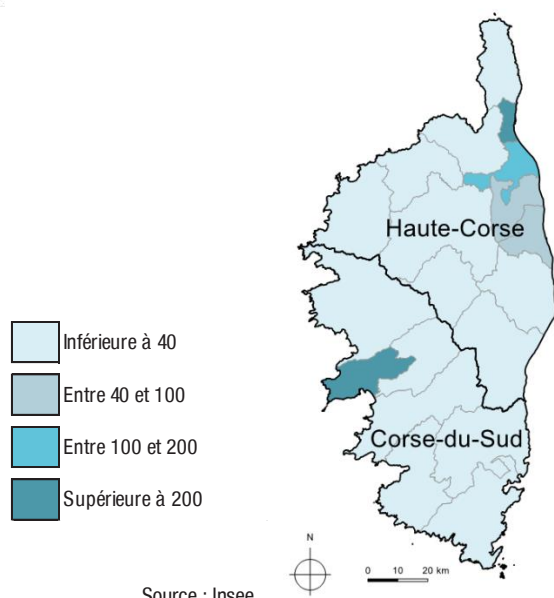 Haute-Corse
Inférieure à 40
Entre 40 et 100
Entre 100 et 200
Supérieure à 200
Corse-du-Sud
N
0 10 20 km
Source : Insee